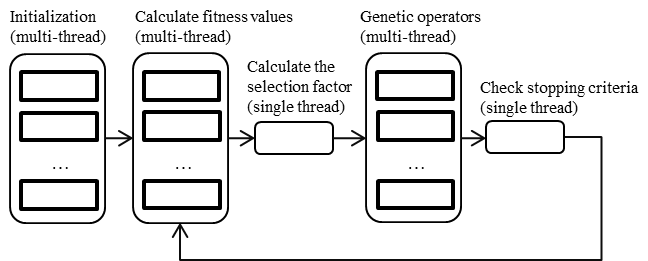 Initialization
(multi-thread)
Calculate fitness values
(multi-thread)
Calculate the
selection factor
(single thread)
Genetic operators
(multi-thread)
Check stopping criteria
(single thread)
...
...
...